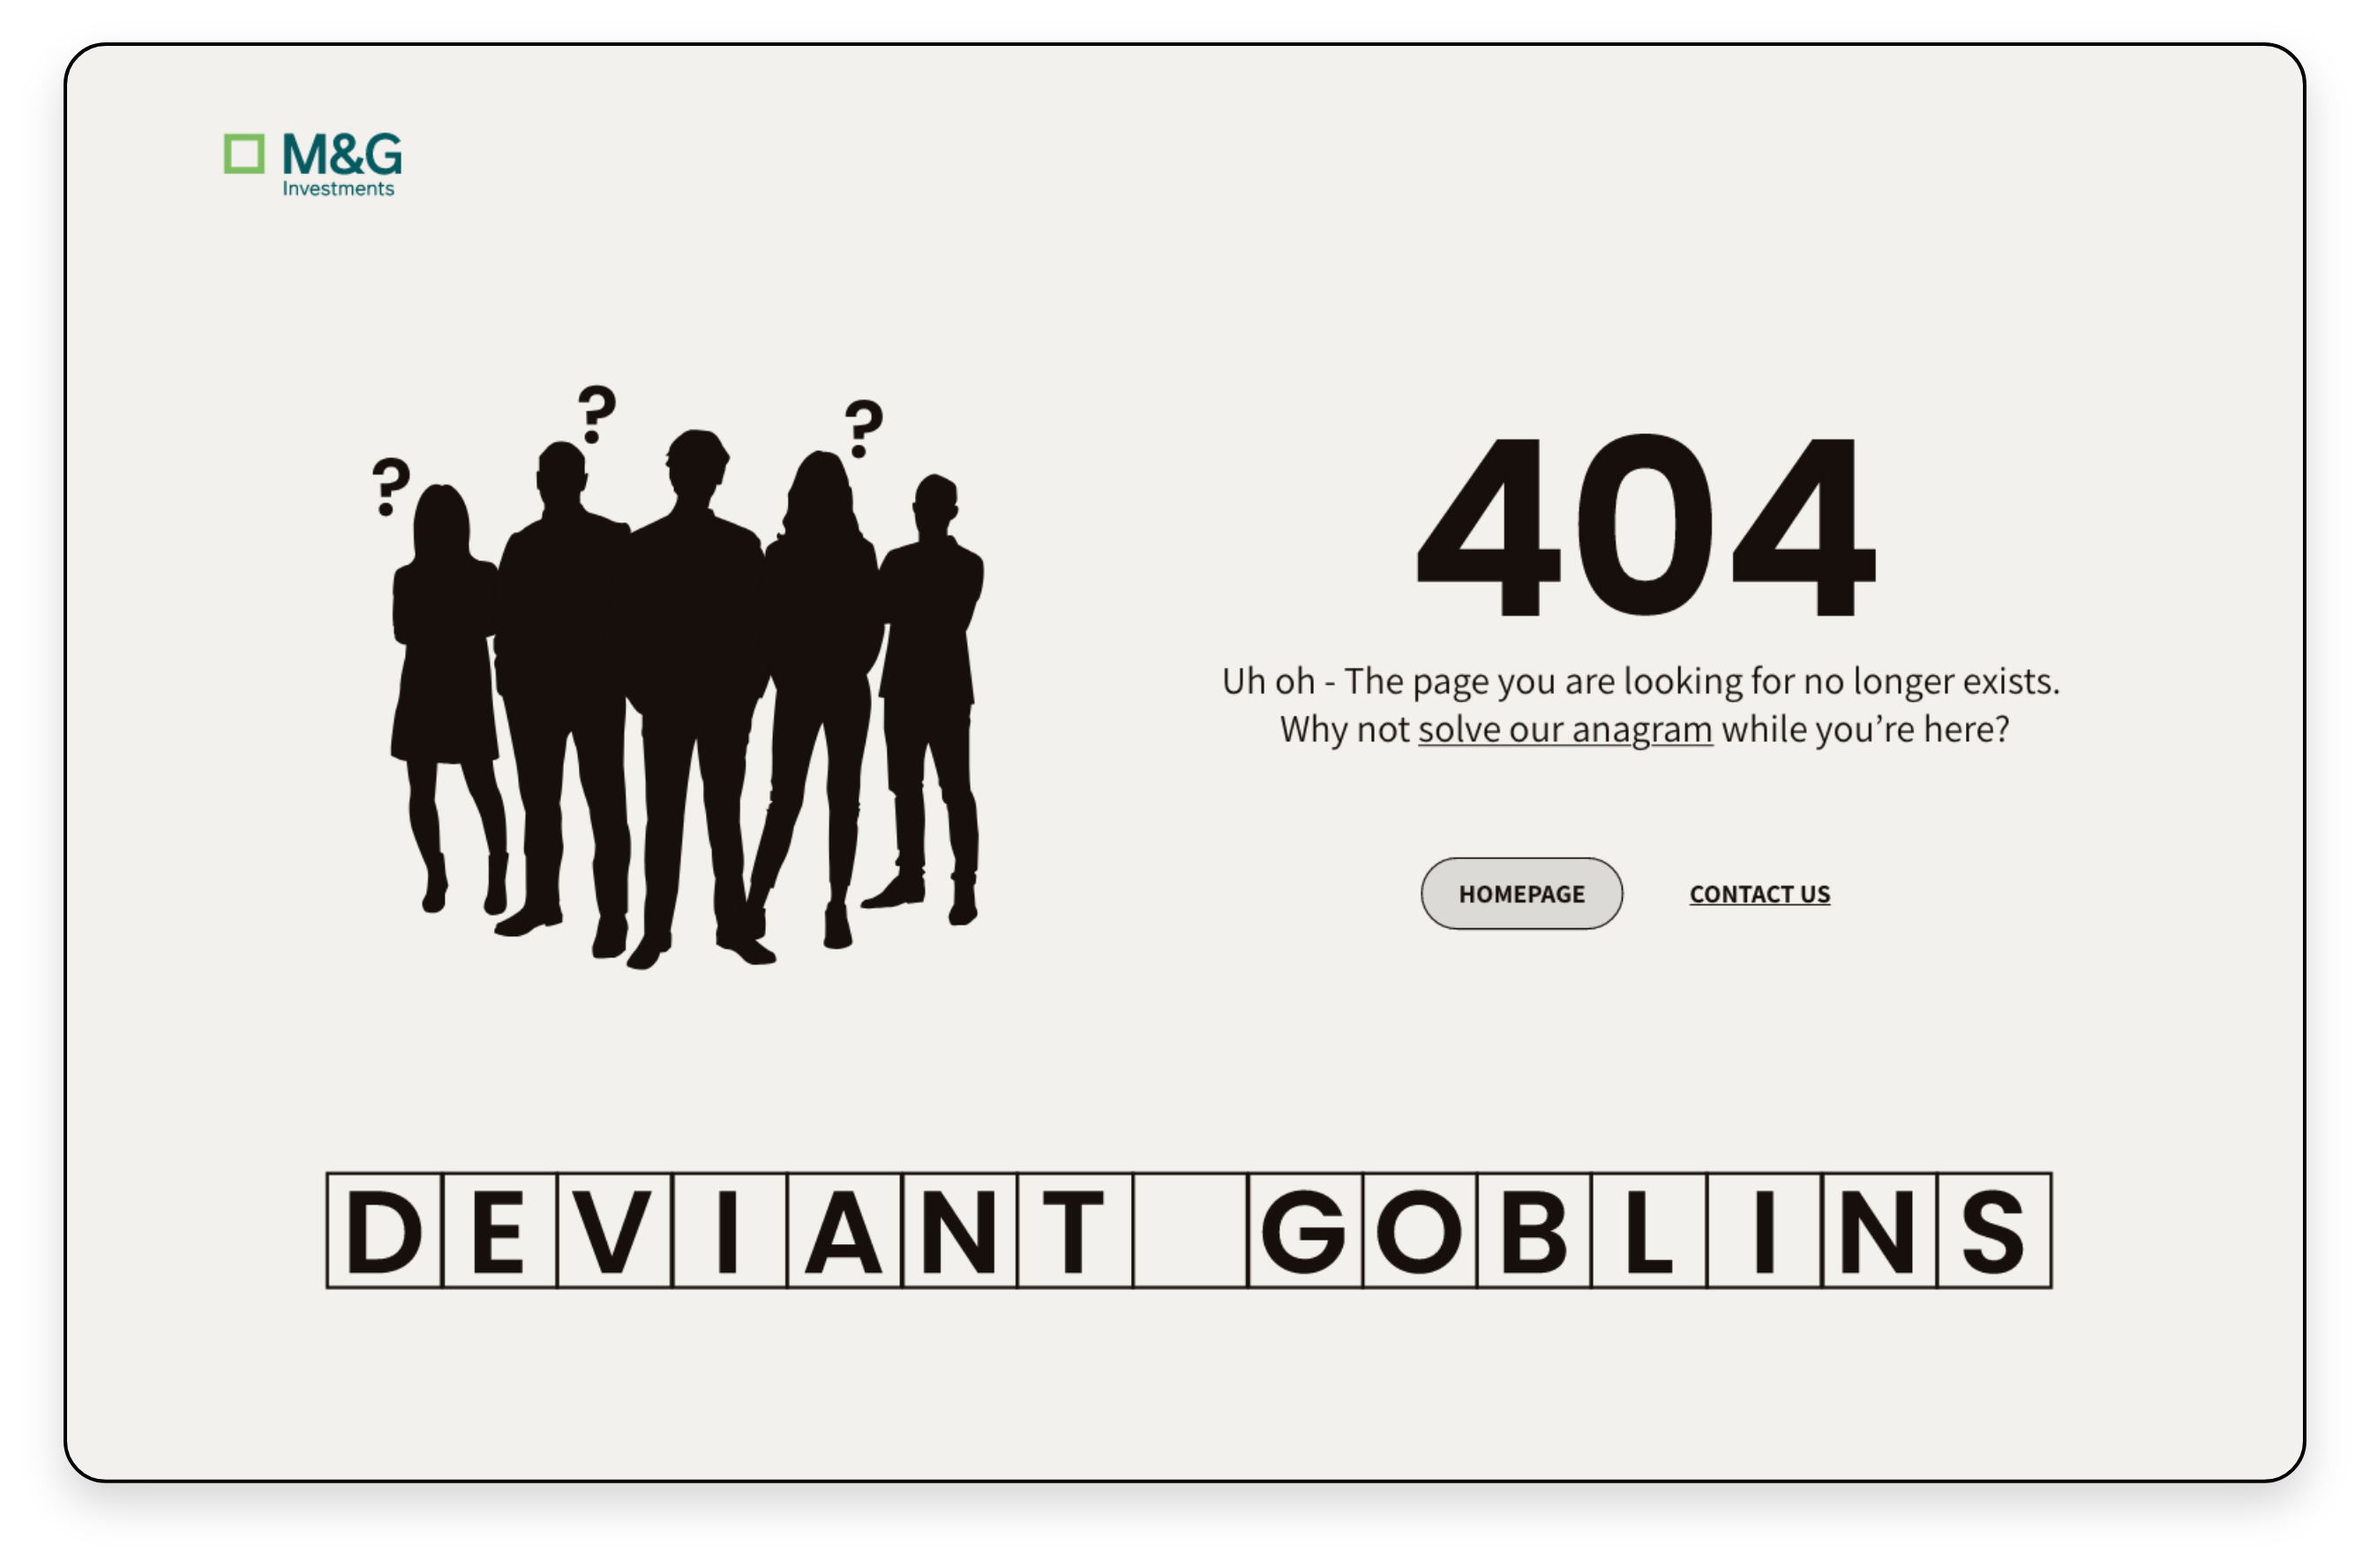 M&G
Investments
?
?
?
404
Uh oh - The page you are looking for no longer exists.
Why not solve our anagram while you’re here?
HOMEPAGE
CONTACT US
DEVIANT GOBLINS